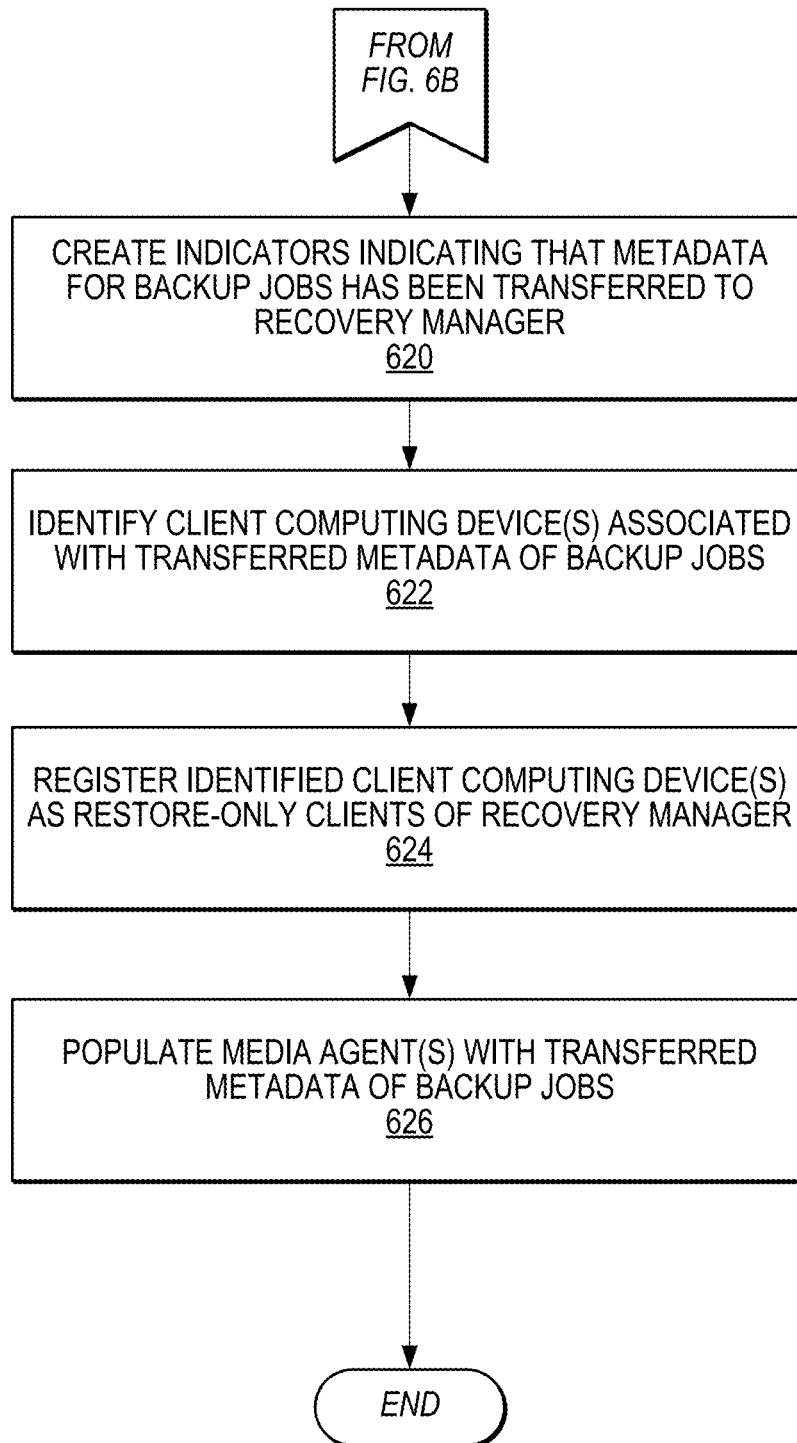 FROM
FIG. 6B
CREATE INDICATORS INDICATING THAT METADATA
FOR BACKUP JOBS HAS BEEN TRANSFERRED TO
RECOVERY MANAGER
620
IDENTIFY CLIENT COMPUTING DEVICE(S) ASSOCIATED
WITH TRANSFERRED METADATA OF BACKUP JOBS
622
REGISTER IDENTIFIED CLIENT COMPUTING DEVICE(S)
AS RESTORE-ONLY CLIENTS OF RECOVERY MANAGER
624
POPULATE MEDIA AGENT(S) WITH TRANSFERRED
METADATA OF BACKUP JOBS
626
END